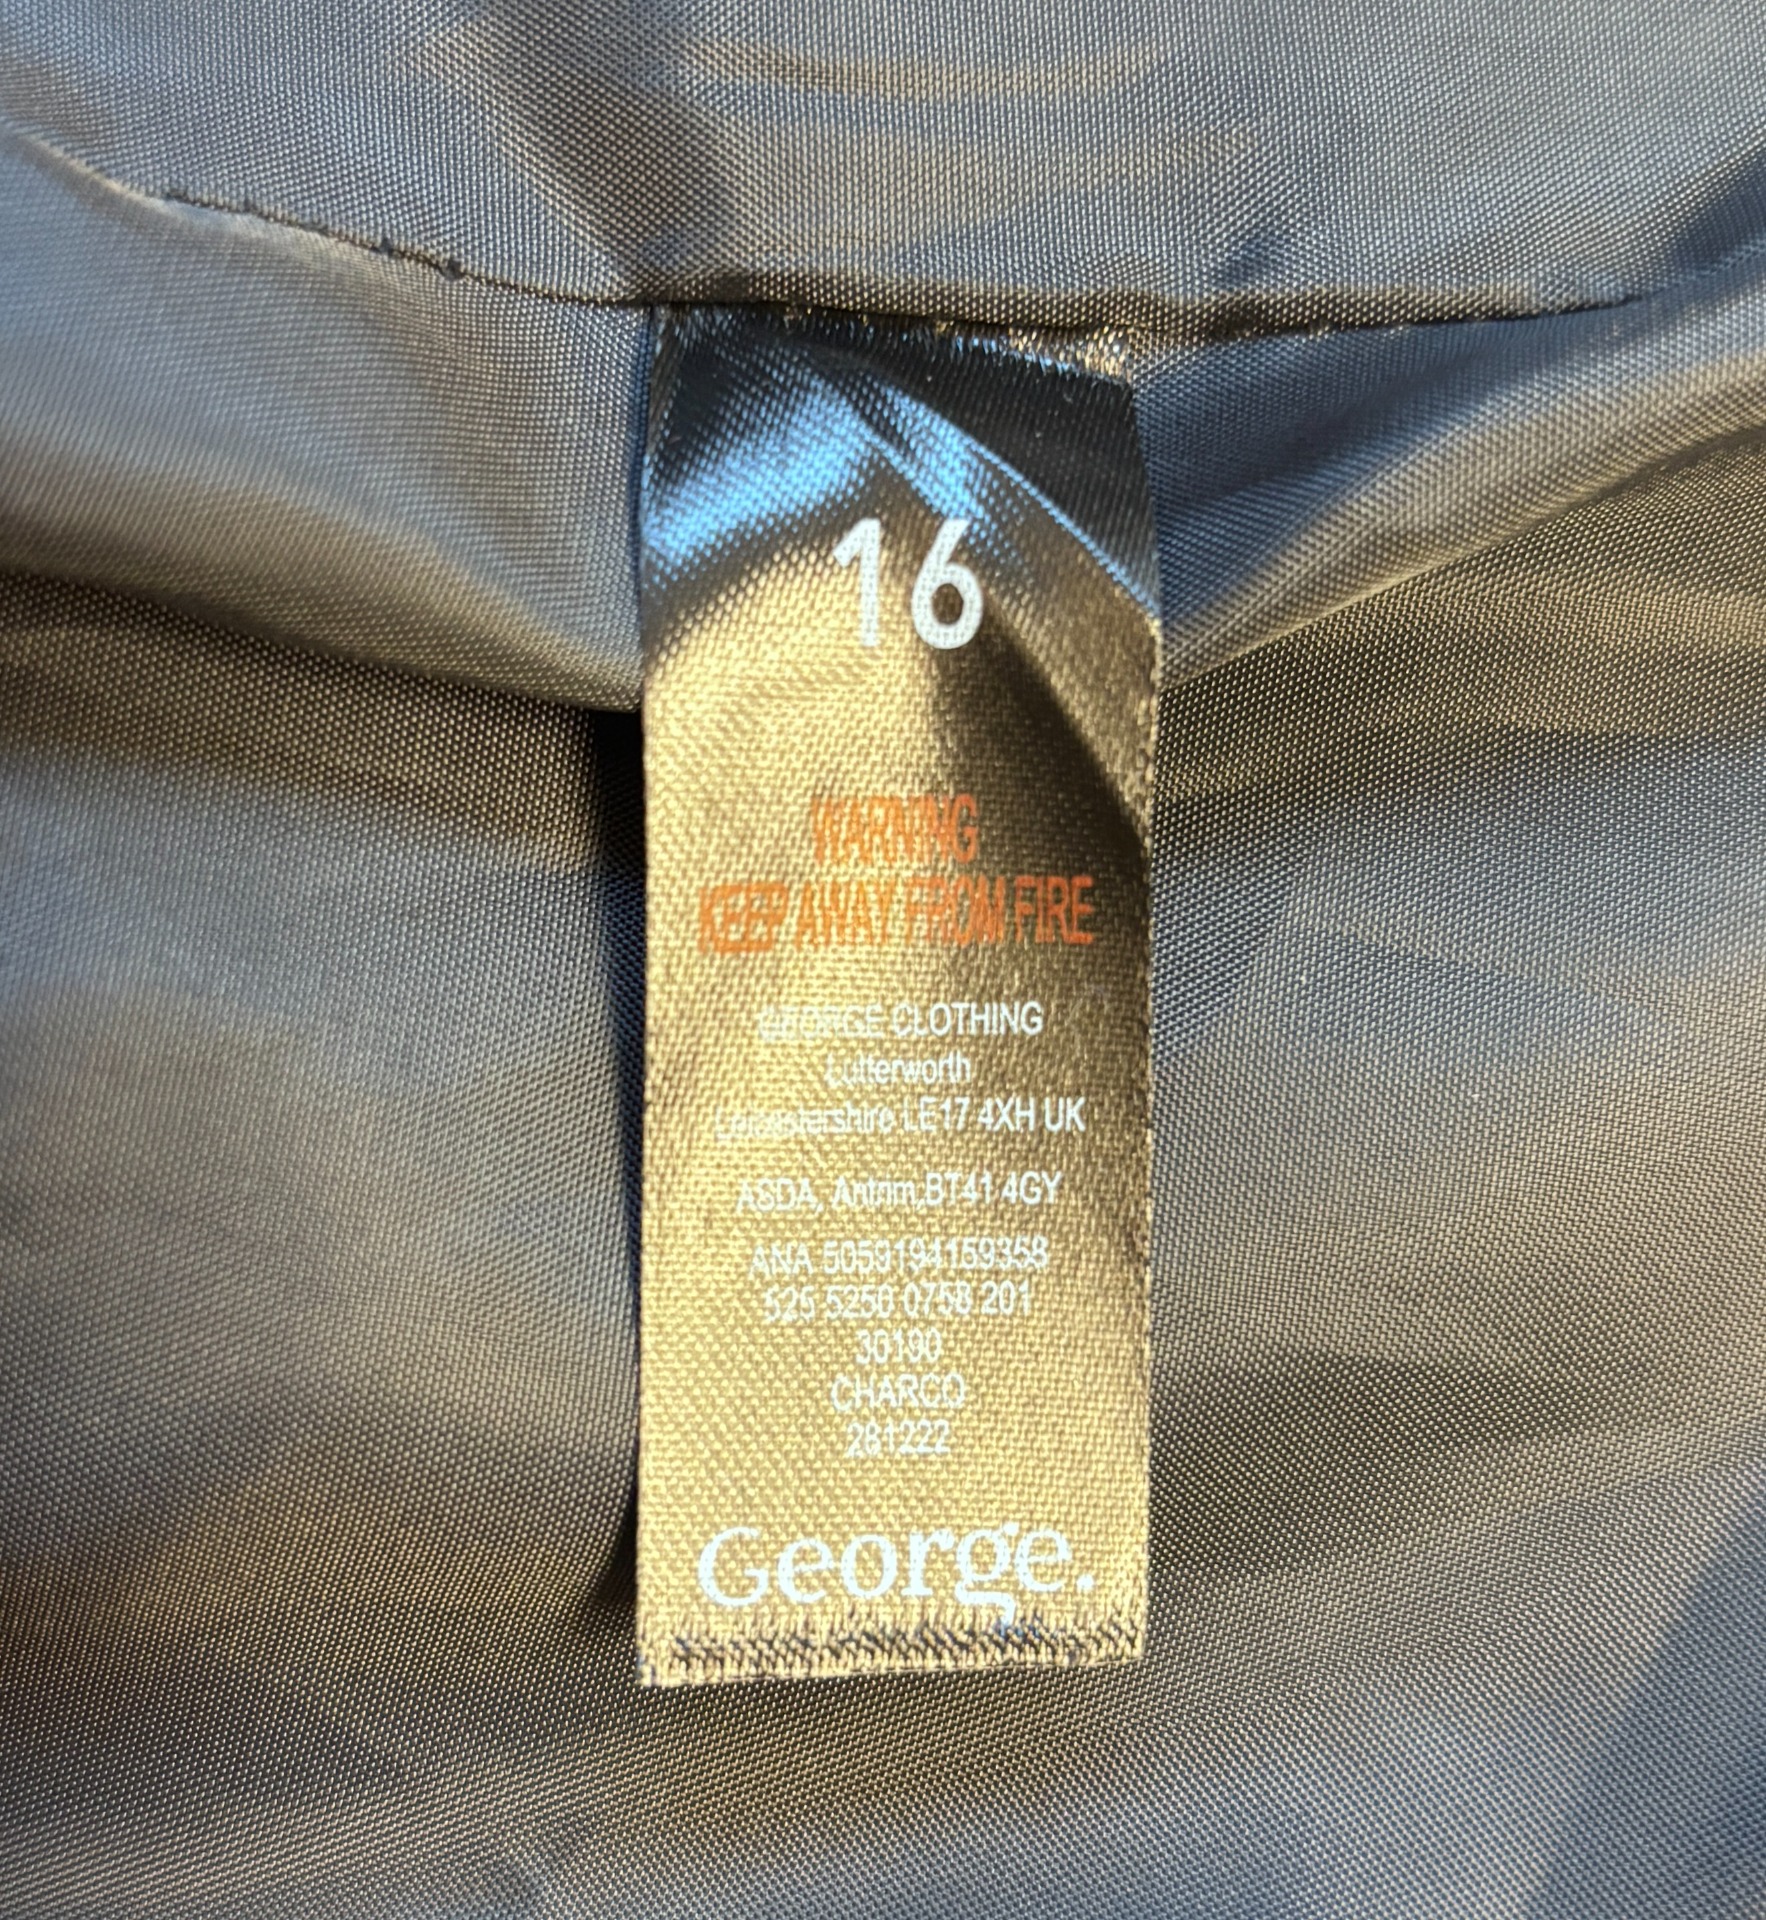 16
WARNING
KEEP AWAY FROM FIRE
GEORGE CLOTHING
Lutterworth
Leicestershire LE17 4XH UK
ASDA, Antrim,BT41 4GY
ANA 5059194159358
525 5250 0758 201
30190
CHARCO
281222
George.